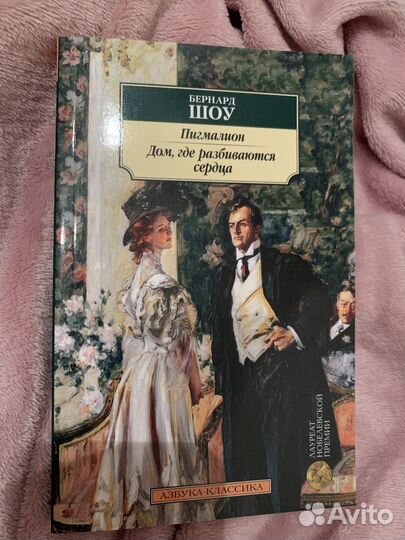 БЕРНАРД
ШОУ
Пигмалион
Дом, где разбиваются
сердца
ЛАУРЕАТ
НОБЕЛЕВСКОЙ
ПРЕМИИ
АЗБУКА-КЛАССИКА
Avito